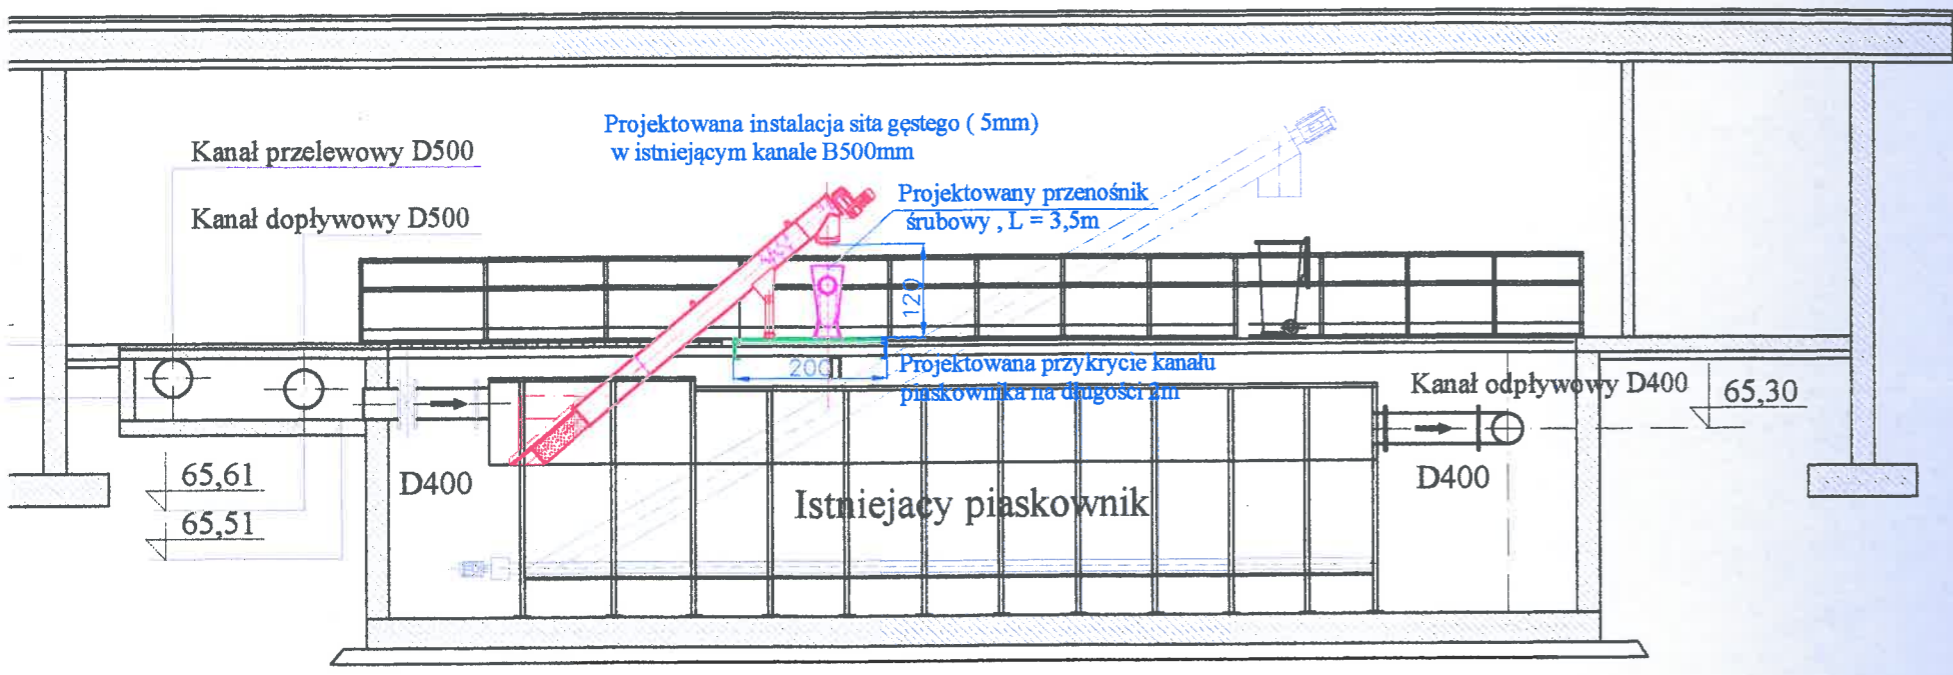 Projektowana instalacja sita gęstego ( 5mm)
w istniejącym kanale B500mm
Kanał przelewowy D500
Projektowany przenośnik
śrubowy , L = 3,5m
Kanał dopływowy D500
120
200
Projektowana przykrycie kanału
piaskownika na długości 2m
Kanał odpływowy D400
65,30
65,61
D400
D400
Istniejacy piaskownik
65,51